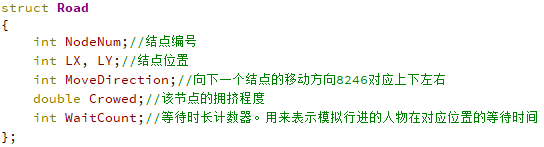 struct Road
{
int NodeNum;//结点编号
int LX, LY;//结点位置
int MoveDirection;//向下一个结点的移动方向8246对应上下左右
double Crowed;//该节点的拥挤程度
int WaitCount;//等待时长计数器。用来表示模拟行进的人物在对应位置的等待时间
};